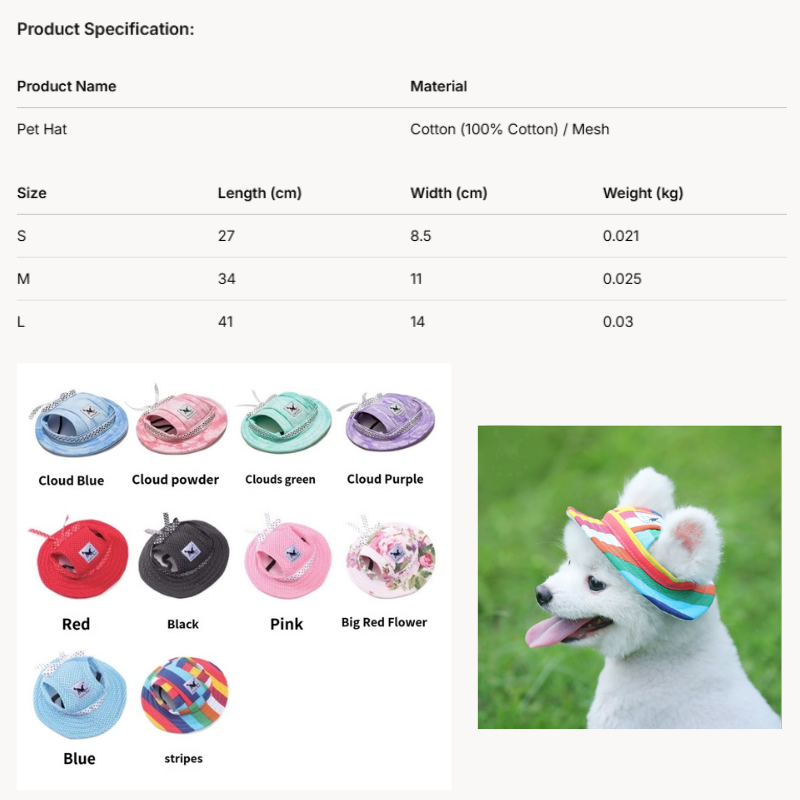 Product Specification:
Product Name Material
Pet Hat Cotton (100% Cotton) / Mesh
Size Length (cm) Width (cm) Weight (kg)
S 27 8.5 0.021
M 34 11 0.025
L 41 14 0.03
Cloud Blue Cloud powder Clouds green Cloud Purple
Red Black Pink Big Red Flower
Blue stripes